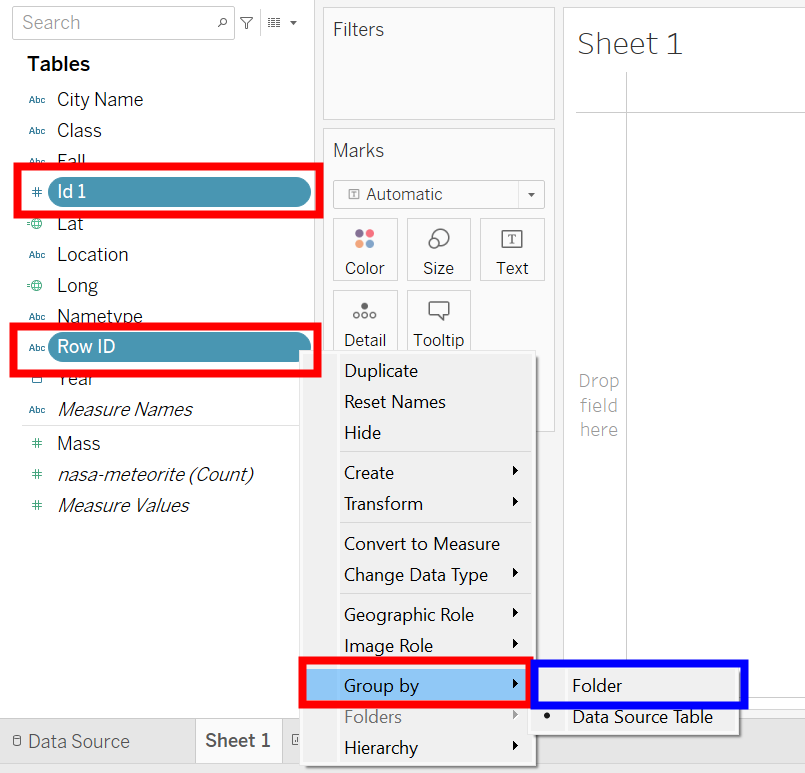 Search
Tables
Abc City Name
Abc Class
Abc Fall
# Id 1
Lat
Abc Location
Long
Abc Nametype
Abc Row ID
Year
Abc Measure Names
# Mass
# nasa-meteorite (Count)
# Measure Values
Filters
Marks
T Automatic
Color Size T Text
Detail Tooltip
Sheet 1
Drop
field
here
Duplicate
Reset Names
Hide
Create
Transform
Convert to Measure
Change Data Type
Geographic Role
Image Role
Group by
Folders
Hierarchy
Folder
Data Source Table
Data Source Sheet 1